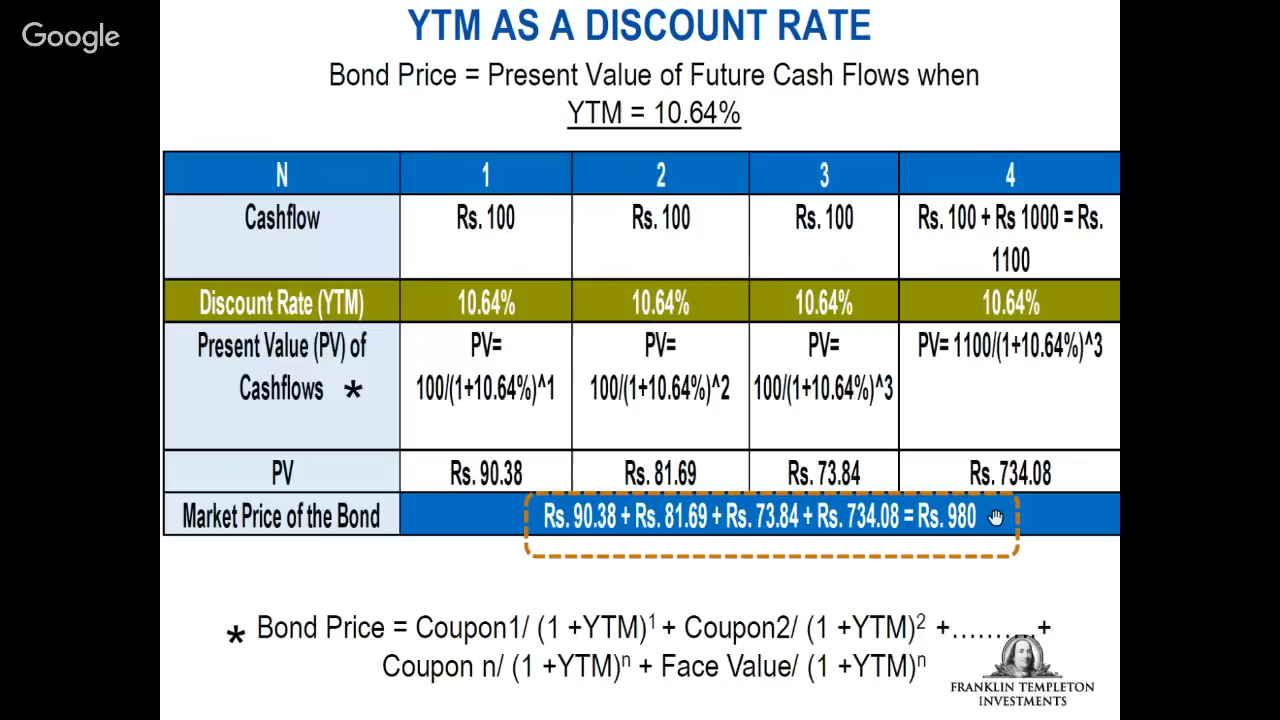 Google
YTM AS A DISCOUNT RATE
Bond Price = Present Value of Future Cash Flows when
YTM = 10.64%
N 1 2 3 4
Cashflow Rs. 100 Rs. 100 Rs. 100 Rs. 100 + Rs 1000 = Rs.
1100
Discount Rate (YTM) 10.64% 10.64% 10.64% 10.64%
Present Value (PV) of PV= PV= PV= PV= 1100/(1+10.64%)^3
Cashflows * 100/(1+10.64%)^1 100/(1+10.64%)^2 100/(1+10.64%)^3
PV Rs. 90.38 Rs. 81.69 Rs. 73.84 Rs. 734.08
Market Price of the Bond Rs. 90.38 + Rs. 81.69 + Rs. 73.84 + Rs. 734.08 = Rs. 980
* Bond Price = Coupon1/ (1 +YTM)¹ + Coupon2/ (1 +YTM)² +..........+
Coupon n/ (1 +YTM)ⁿ + Face Value/ (1 +YTM)ⁿ
FRANKLIN TEMPLETON
INVESTMENTS